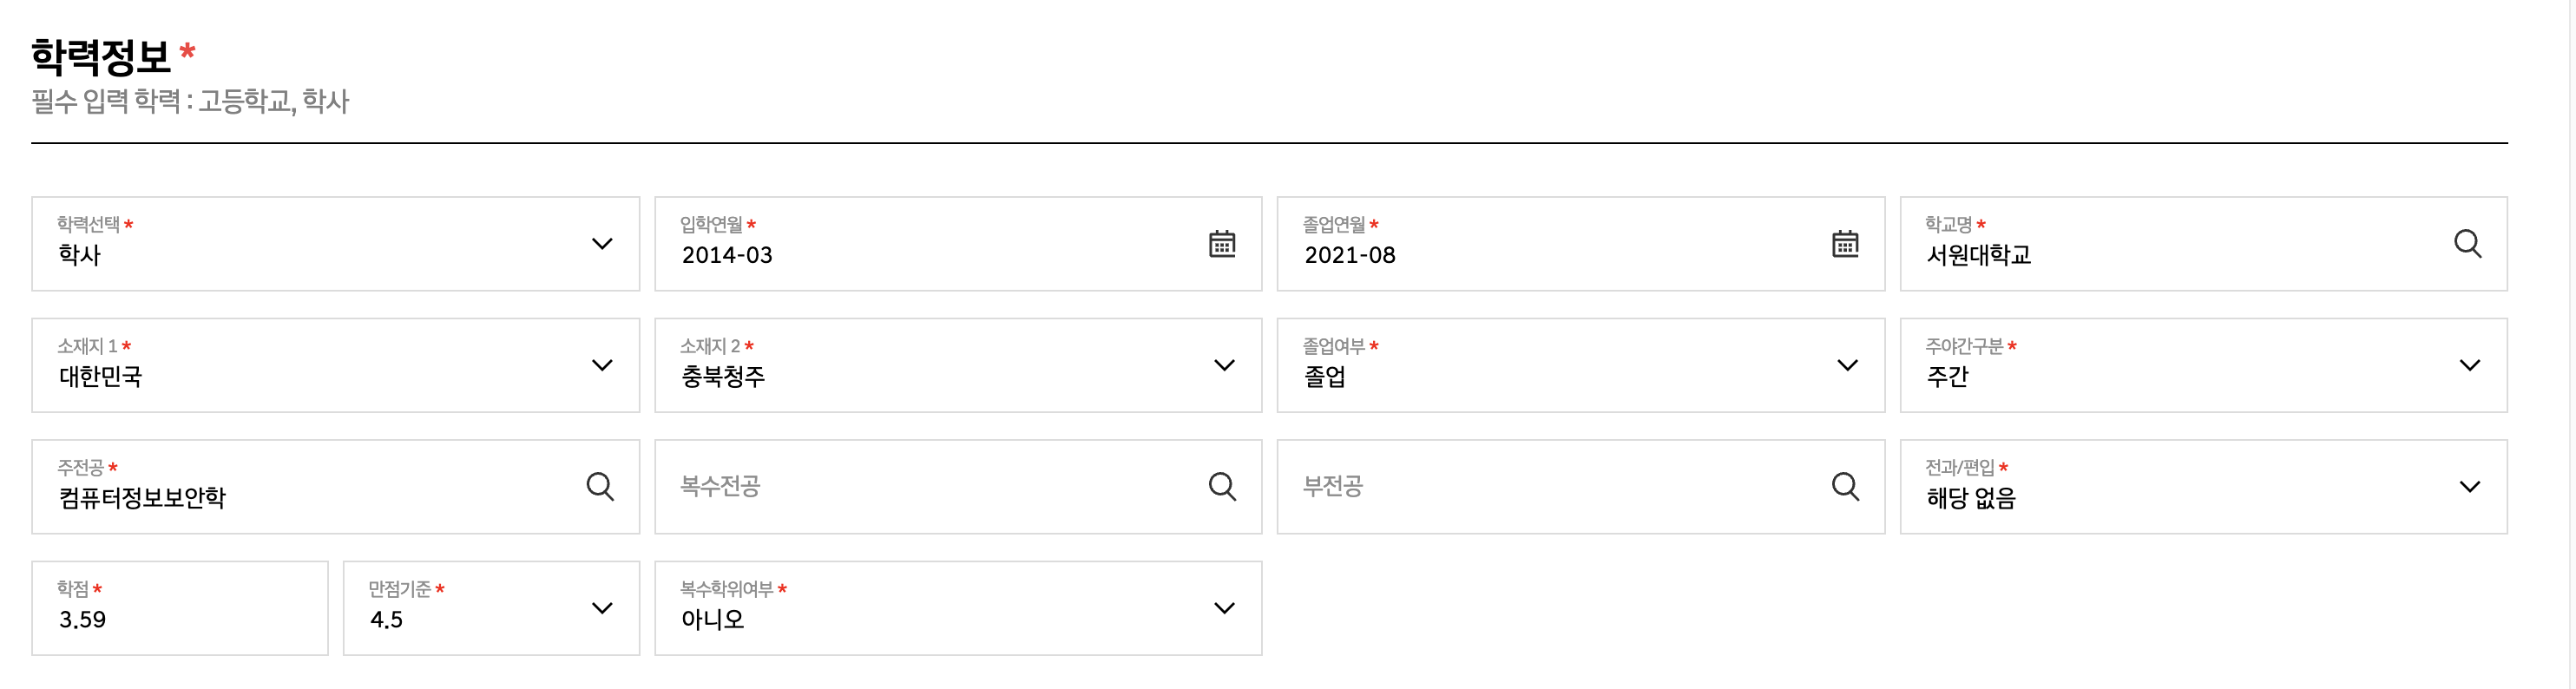 학력정보 *
필수 입력 학력 : 고등학교, 학사
학력선택 *
학사
입학연월 *
2014-03
졸업연월 *
2021-08
학교명 *
서원대학교
소재지 1 *
대한민국
소재지 2 *
충북청주
졸업여부 *
졸업
주야간구분 *
주간
주전공 *
컴퓨터정보보안학
복수전공
부전공
전과/편입 *
해당 없음
학점 *
3.59
만점기준 *
4.5
복수학위여부 *
아니오